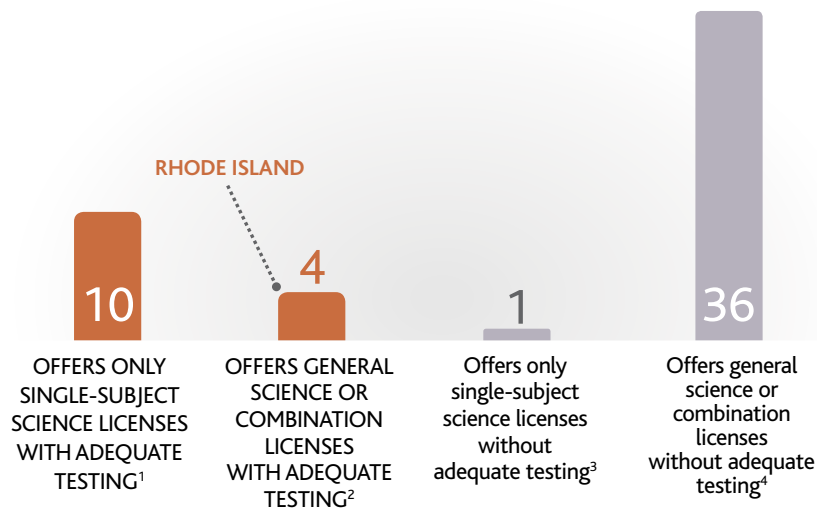 RHODE ISLAND
10
4
1
36
OFFERS ONLY
SINGLE-SUBJECT
SCIENCE LICENSES
WITH ADEQUATE
TESTING¹
OFFERS GENERAL
SCIENCE OR
COMBINATION
LICENSES
WITH ADEQUATE
TESTING²
Offers only
single-subject
science licenses
without
adequate testing³
Offers general
science or
combination
licenses
without adequate
testing⁴